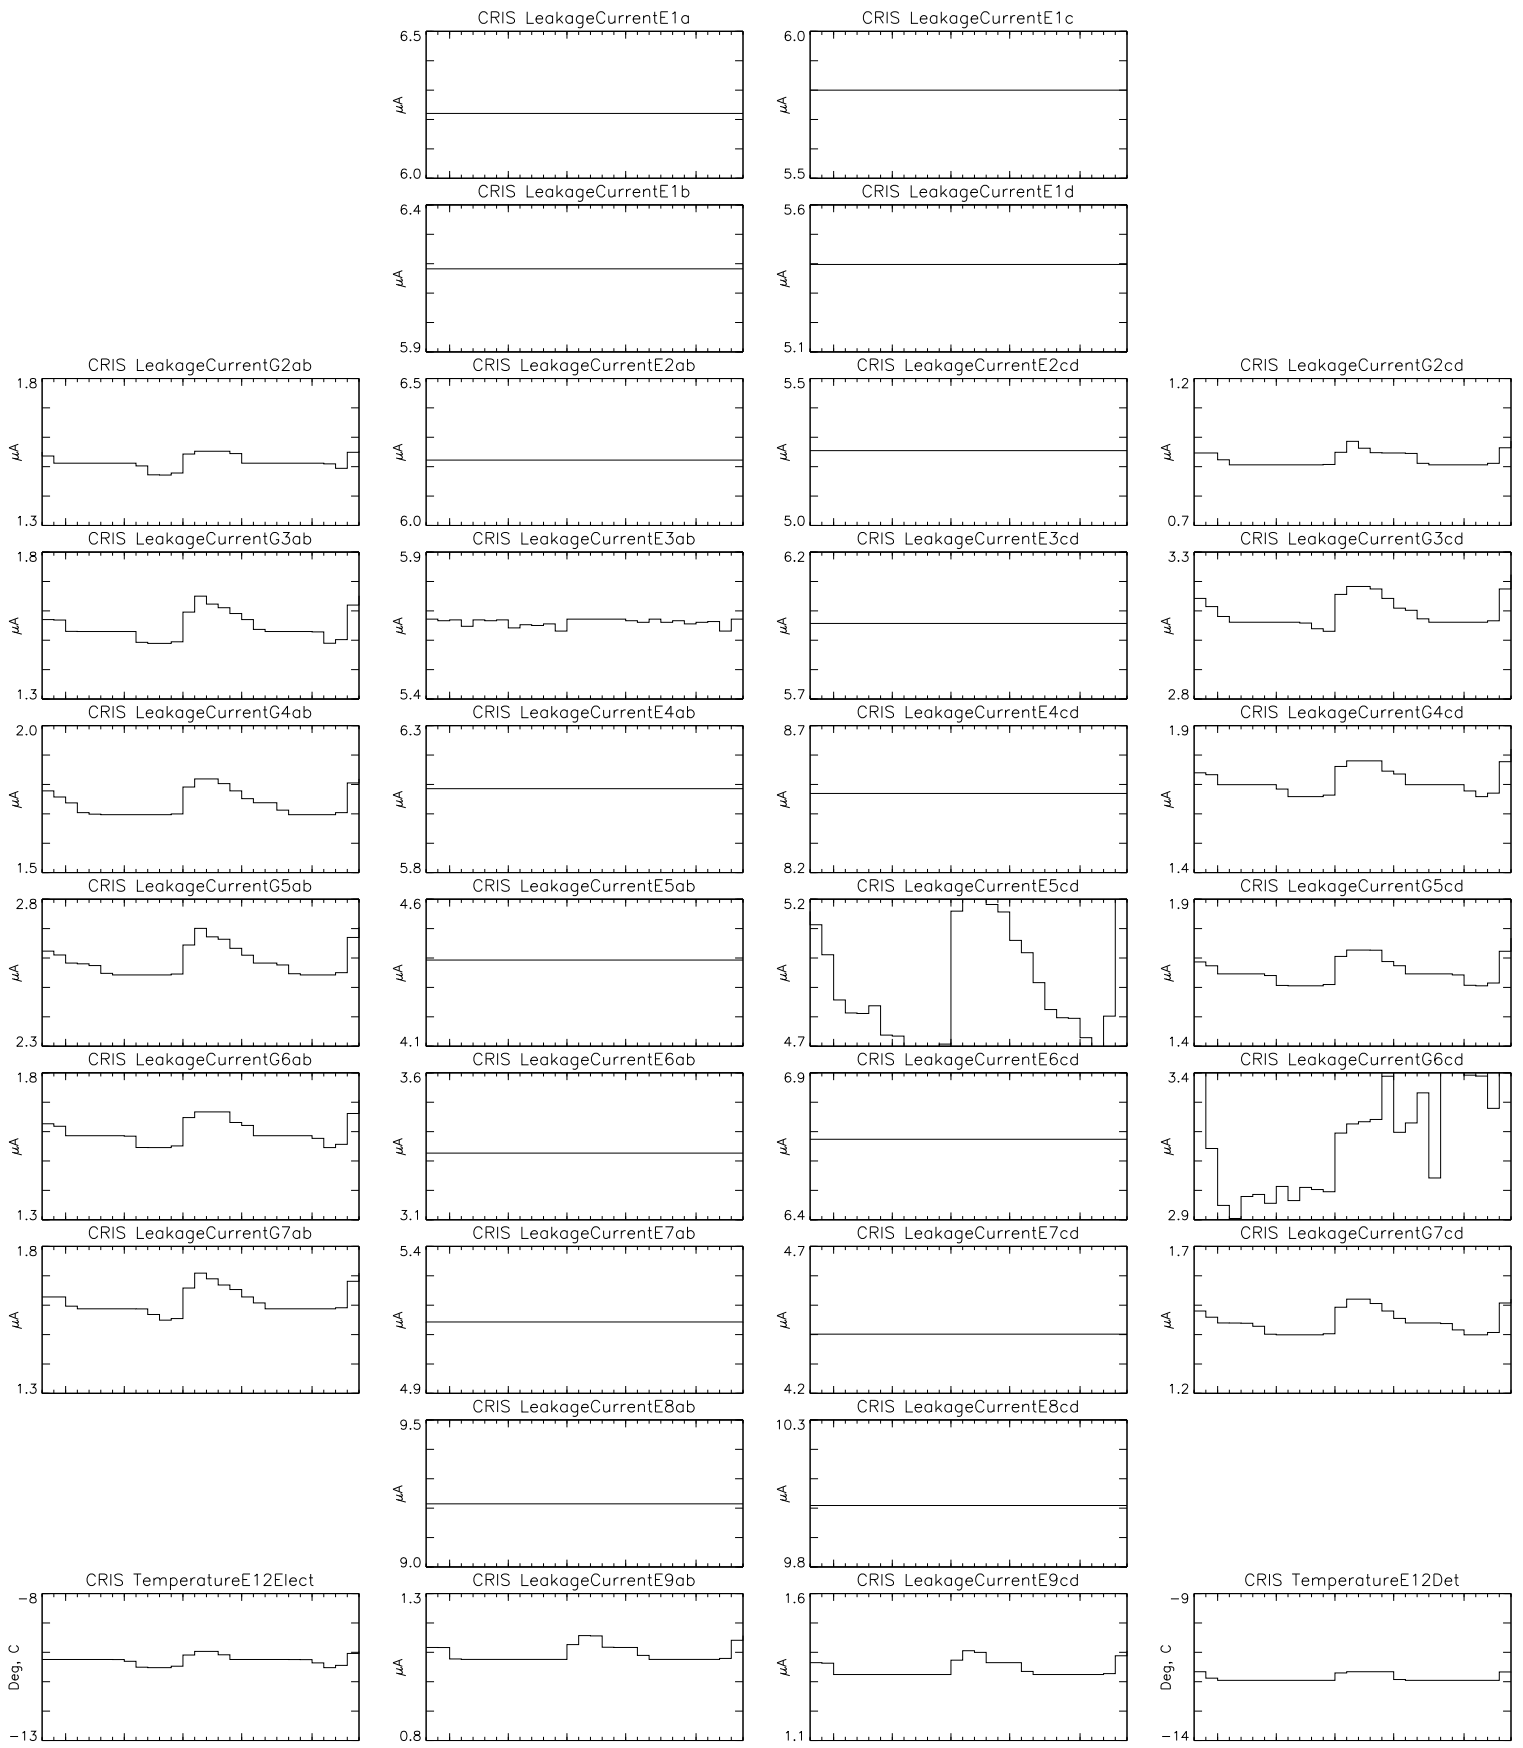 CRIS LeakageCurrentE1a
6.5
μA
6.0
CRIS LeakageCurrentE1c
6.0
μA
5.5
CRIS LeakageCurrentE1b
6.4
μA
5.9
CRIS LeakageCurrentE1d
5.6
μA
5.1
CRIS LeakageCurrentG2ab
1.8
μA
1.3
CRIS LeakageCurrentE2ab
6.5
μA
6.0
CRIS LeakageCurrentE2cd
5.5
μA
5.0
CRIS LeakageCurrentG2cd
1.2
μA
0.7
CRIS LeakageCurrentG3ab
1.8
μA
1.3
CRIS LeakageCurrentE3ab
5.9
μA
5.4
CRIS LeakageCurrentE3cd
6.2
μA
5.7
CRIS LeakageCurrentG3cd
3.3
μA
2.8
CRIS LeakageCurrentG4ab
2.0
μA
1.5
CRIS LeakageCurrentE4ab
6.3
μA
5.8
CRIS LeakageCurrentE4cd
8.7
μA
8.2
CRIS LeakageCurrentG4cd
1.9
μA
1.4
CRIS LeakageCurrentG5ab
2.8
μA
2.3
CRIS LeakageCurrentE5ab
4.6
μA
4.1
CRIS LeakageCurrentE5cd
5.2
μA
4.7
CRIS LeakageCurrentG5cd
1.9
μA
1.4
CRIS LeakageCurrentG6ab
1.8
μA
1.3
CRIS LeakageCurrentE6ab
3.6
μA
3.1
CRIS LeakageCurrentE6cd
6.9
μA
6.4
CRIS LeakageCurrentG6cd
3.4
μA
2.9
CRIS LeakageCurrentG7ab
1.8
μA
1.3
CRIS LeakageCurrentE7ab
5.4
μA
4.9
CRIS LeakageCurrentE7cd
4.7
μA
4.2
CRIS LeakageCurrentG7cd
1.7
μA
1.2
CRIS LeakageCurrentE8ab
9.5
μA
9.0
CRIS LeakageCurrentE8cd
10.3
μA
9.8
CRIS TemperatureE12Elect
-8
Deg, C
-13
CRIS LeakageCurrentE9ab
1.3
μA
0.8
CRIS LeakageCurrentE9cd
1.6
μA
1.1
CRIS TemperatureE12Det
-9
Deg, C
-14